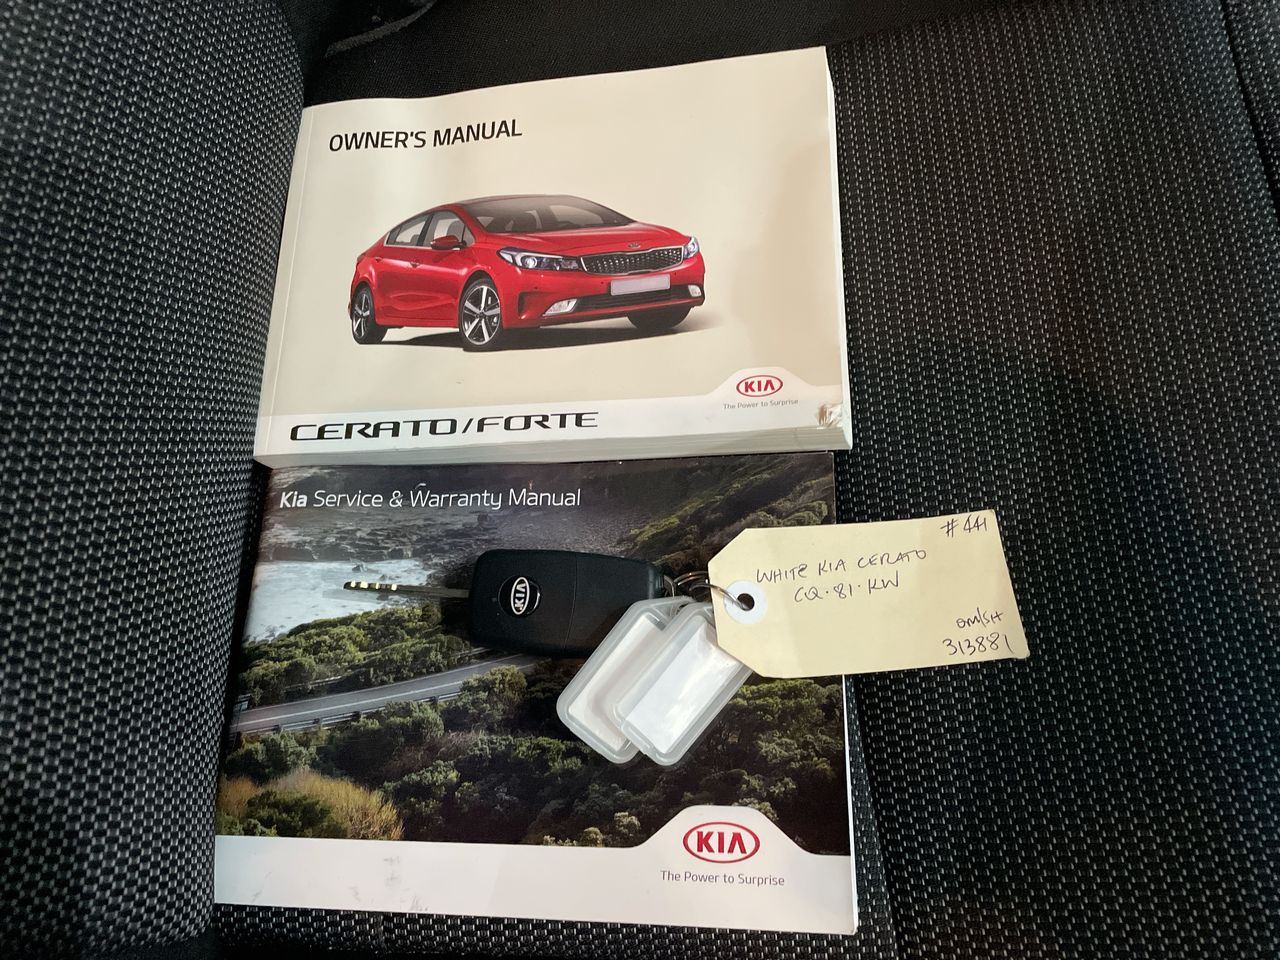 OWNER'S MANUAL
KIA
The Power to Surprise
CERATO/FORTE
Kia Service & Warranty Manual
KIA
#441
WHITE KIA CERATO
CQ·81·KW
OM/SH
313881
KIA
The Power to Surprise